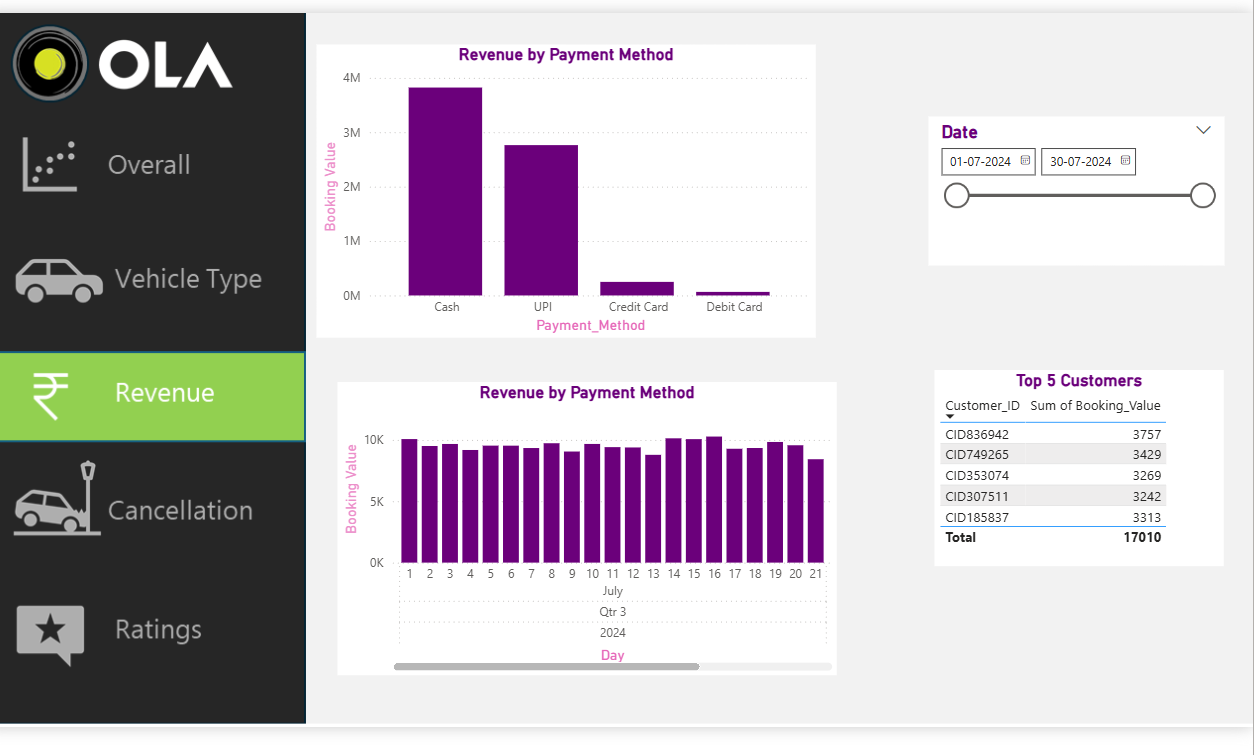 OLA
Overall
Vehicle Type
Revenue
Cancellation
Ratings
Revenue by Payment Method
Booking Value
4M
3M
2M
1M
0M
Cash UPI Credit Card Debit Card
Payment_Method
Revenue by Payment Method
Booking Value
10K
5K
0K
1 2 3 4 5 6 7 8 9 10 11 12 13 14 15 16 17 18 19 20 21
July
Qtr 3
2024
Day
Date
01-07-2024 30-07-2024
Top 5 Customers
Customer_ID Sum of Booking_Value
CID836942 3757
CID749265 3429
CID353074 3269
CID307511 3242
CID185837 3313
Total 17010